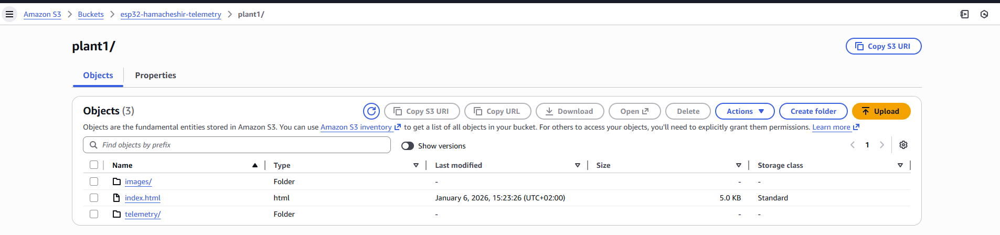 Amazon S3 > Buckets > esp32-hamacheshir-telemetry > plant1/
plant1/
Copy S3 URI
Objects Properties
Objects (3) Copy S3 URI Copy URL Download Open Delete Actions Create folder Upload
Objects are the fundamental entities stored in Amazon S3. You can use Amazon S3 inventory to get a list of all objects in your bucket. For others to access your objects, you'll need to explicitly grant them permissions. Learn more
Find objects by prefix Show versions 1
Name Type Last modified Size Storage class
images/ Folder - - -
index.html html January 6, 2026, 15:23:26 (UTC+02:00) 5.0 KB Standard
telemetry/ Folder - - -